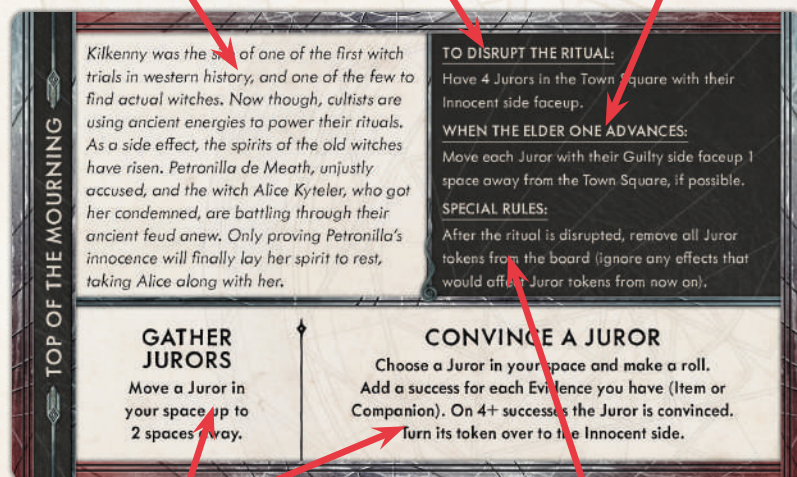 TOP OF THE MOURNING
Kilkenny was the of one of the first witch
trials in western history, and one of the few to
find actual witches. Now though, cultists are
using ancient energies to power their rituals.
As a side effect, the spirits of the old witches
have risen. Petronilla de Meath, unjustly
accused, and the witch Alice Kyteler, who got
her condemned, are battling through their
ancient feud anew. Only proving Petronilla's
innocence will finally lay her spirit to rest,
taking Alice along with her.
TO DISRUPT THE RITUAL:
Have 4 Jurors in the Town Square with their
Innocent side faceup.
WHEN THE ELDER ONE ADVANCES:
Move each Juror with their Guilty side faceup 1
space away from the Town Square, if possible.
SPECIAL RULES:
After the ritual is disrupted, remove all Juror
tokens from the board (ignore any effects that
would affect Juror tokens from now on).
GATHER
JURORS
Move a Juror in
your space up to
2 spaces away.
CONVINCE A JUROR
Choose a Juror in your space and make a roll.
Add a success for each Evidence you have (Item or
Companion). On 4+ successes the Juror is convinced.
Turn its token over to the Innocent side.